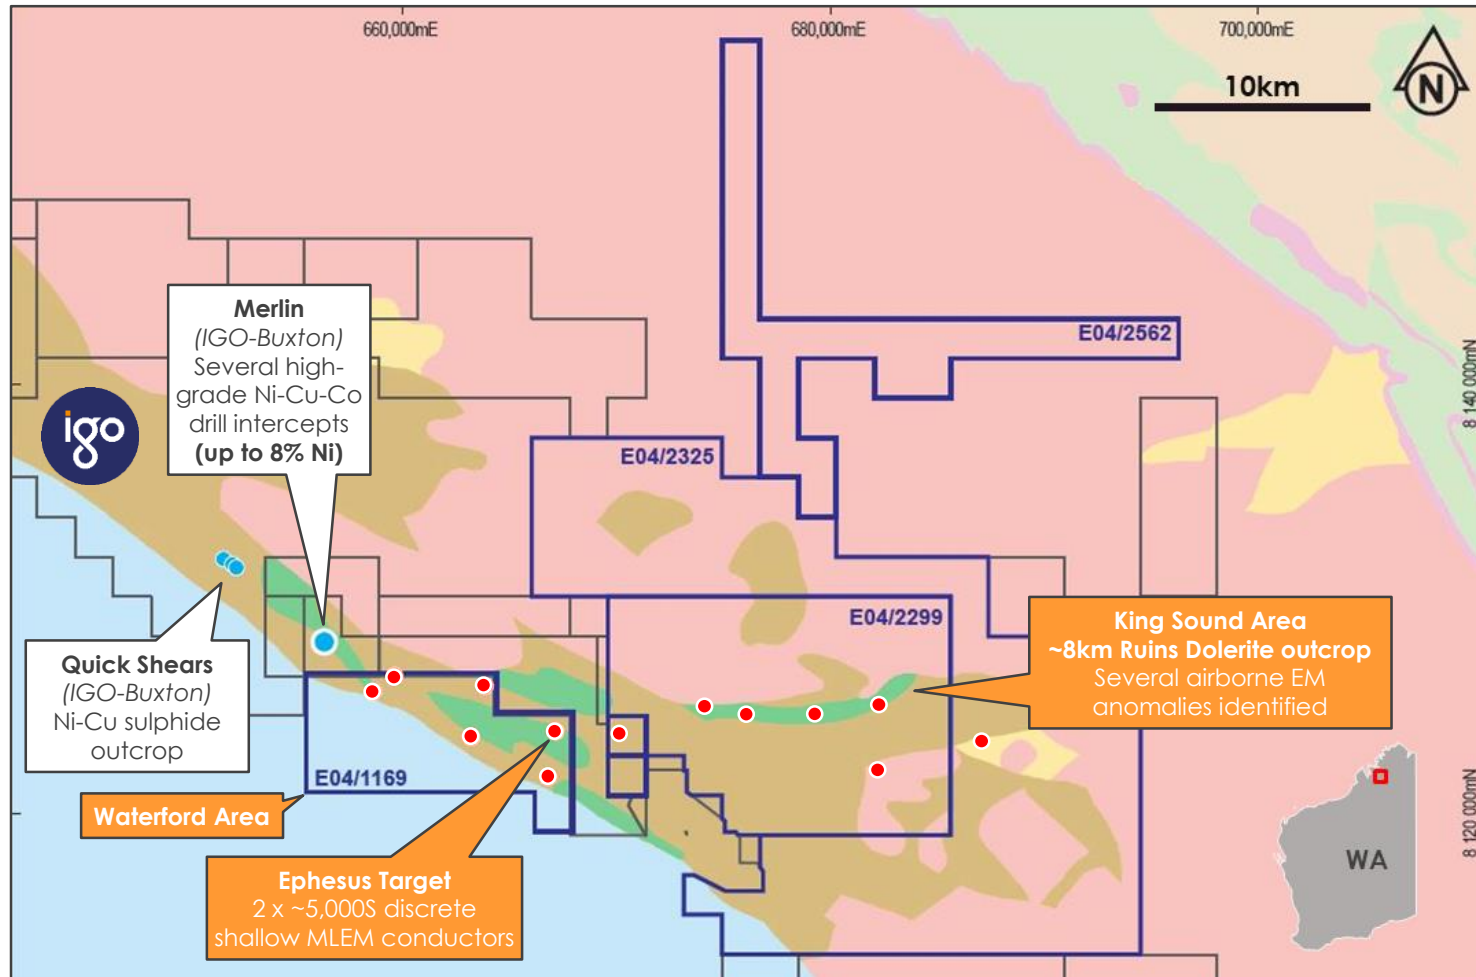 660,000mE
680,000mE
700,000mE
10km
N
E04/2562
8 140 000mN
Merlin
(IGO-Buxton)
Several high-
grade Ni-Cu-Co
drill intercepts
(up to 8% Ni)
igo
E04/2325
E04/2299
King Sound Area
~8km Ruins Dolerite outcrop
Several airborne EM
anomalies identified
Quick Shears
(IGO-Buxton)
Ni-Cu sulphide
outcrop
E04/1169
Waterford Area
8 120 000mN
Ephesus Target
2 x ~5,000S discrete
shallow MLEM conductors
WA